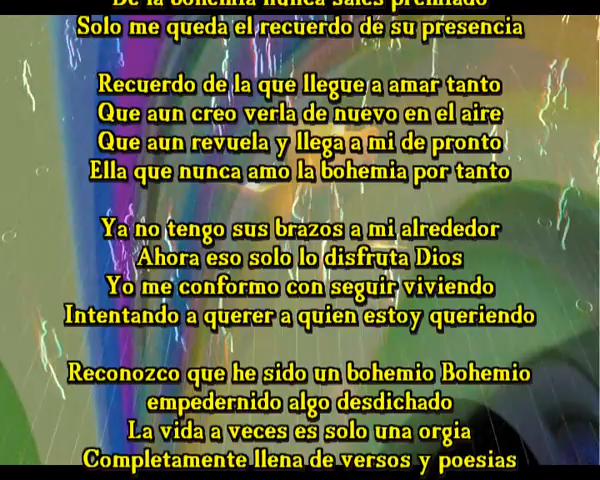 De la bohemia nunca sales premiado
Solo me queda el recuerdo de su presencia
Recuerdo de la que llegue a amar tanto
Que aun creo verla de nuevo en el aire
Que aun revuela y llega a mi de pronto
Ella que nunca amo la bohemia por tanto
Ya no tengo sus brazos a mi alrededor
Ahora eso solo lo disfruta Dios
Yo me conformo con seguir viviendo
Intentando a querer a quien estoy queriendo
Reconozco que he sido un bohemio Bohemio
empedernido algo desdichado
La vida a veces es solo una orgia
Completamente llena de versos y poesias